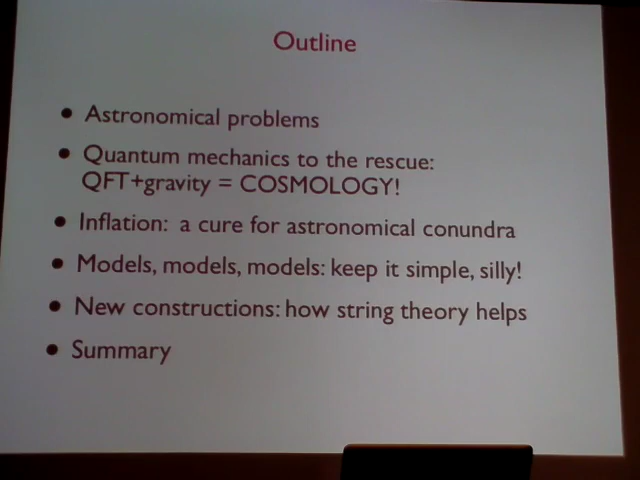 Outline
• Astronomical problems
• Quantum mechanics to the rescue:
QFT+gravity = COSMOLOGY!
• Inflation: a cure for astronomical conundra
• Models, models, models: keep it simple, silly!
• New constructions: how string theory helps
• Summary